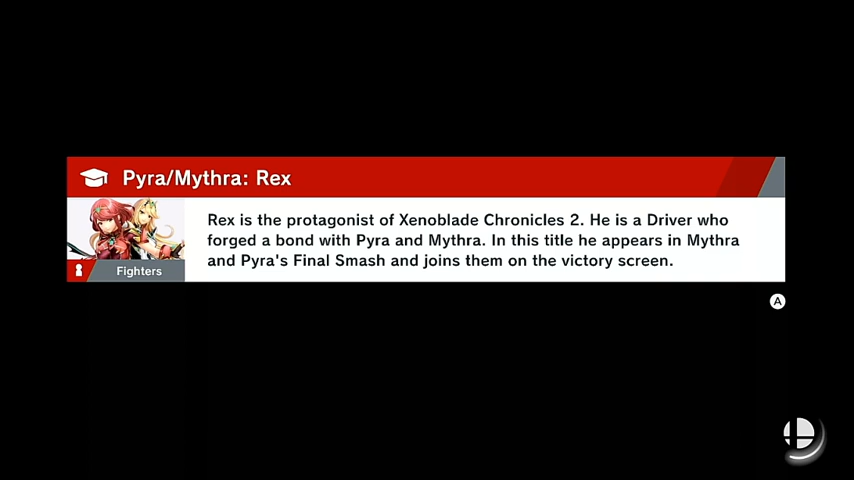 Pyra/Mythra: Rex
Rex is the protagonist of Xenoblade Chronicles 2. He is a Driver who
forged a bond with Pyra and Mythra. In this title he appears in Mythra
and Pyra's Final Smash and joins them on the victory screen.
Fighters
A